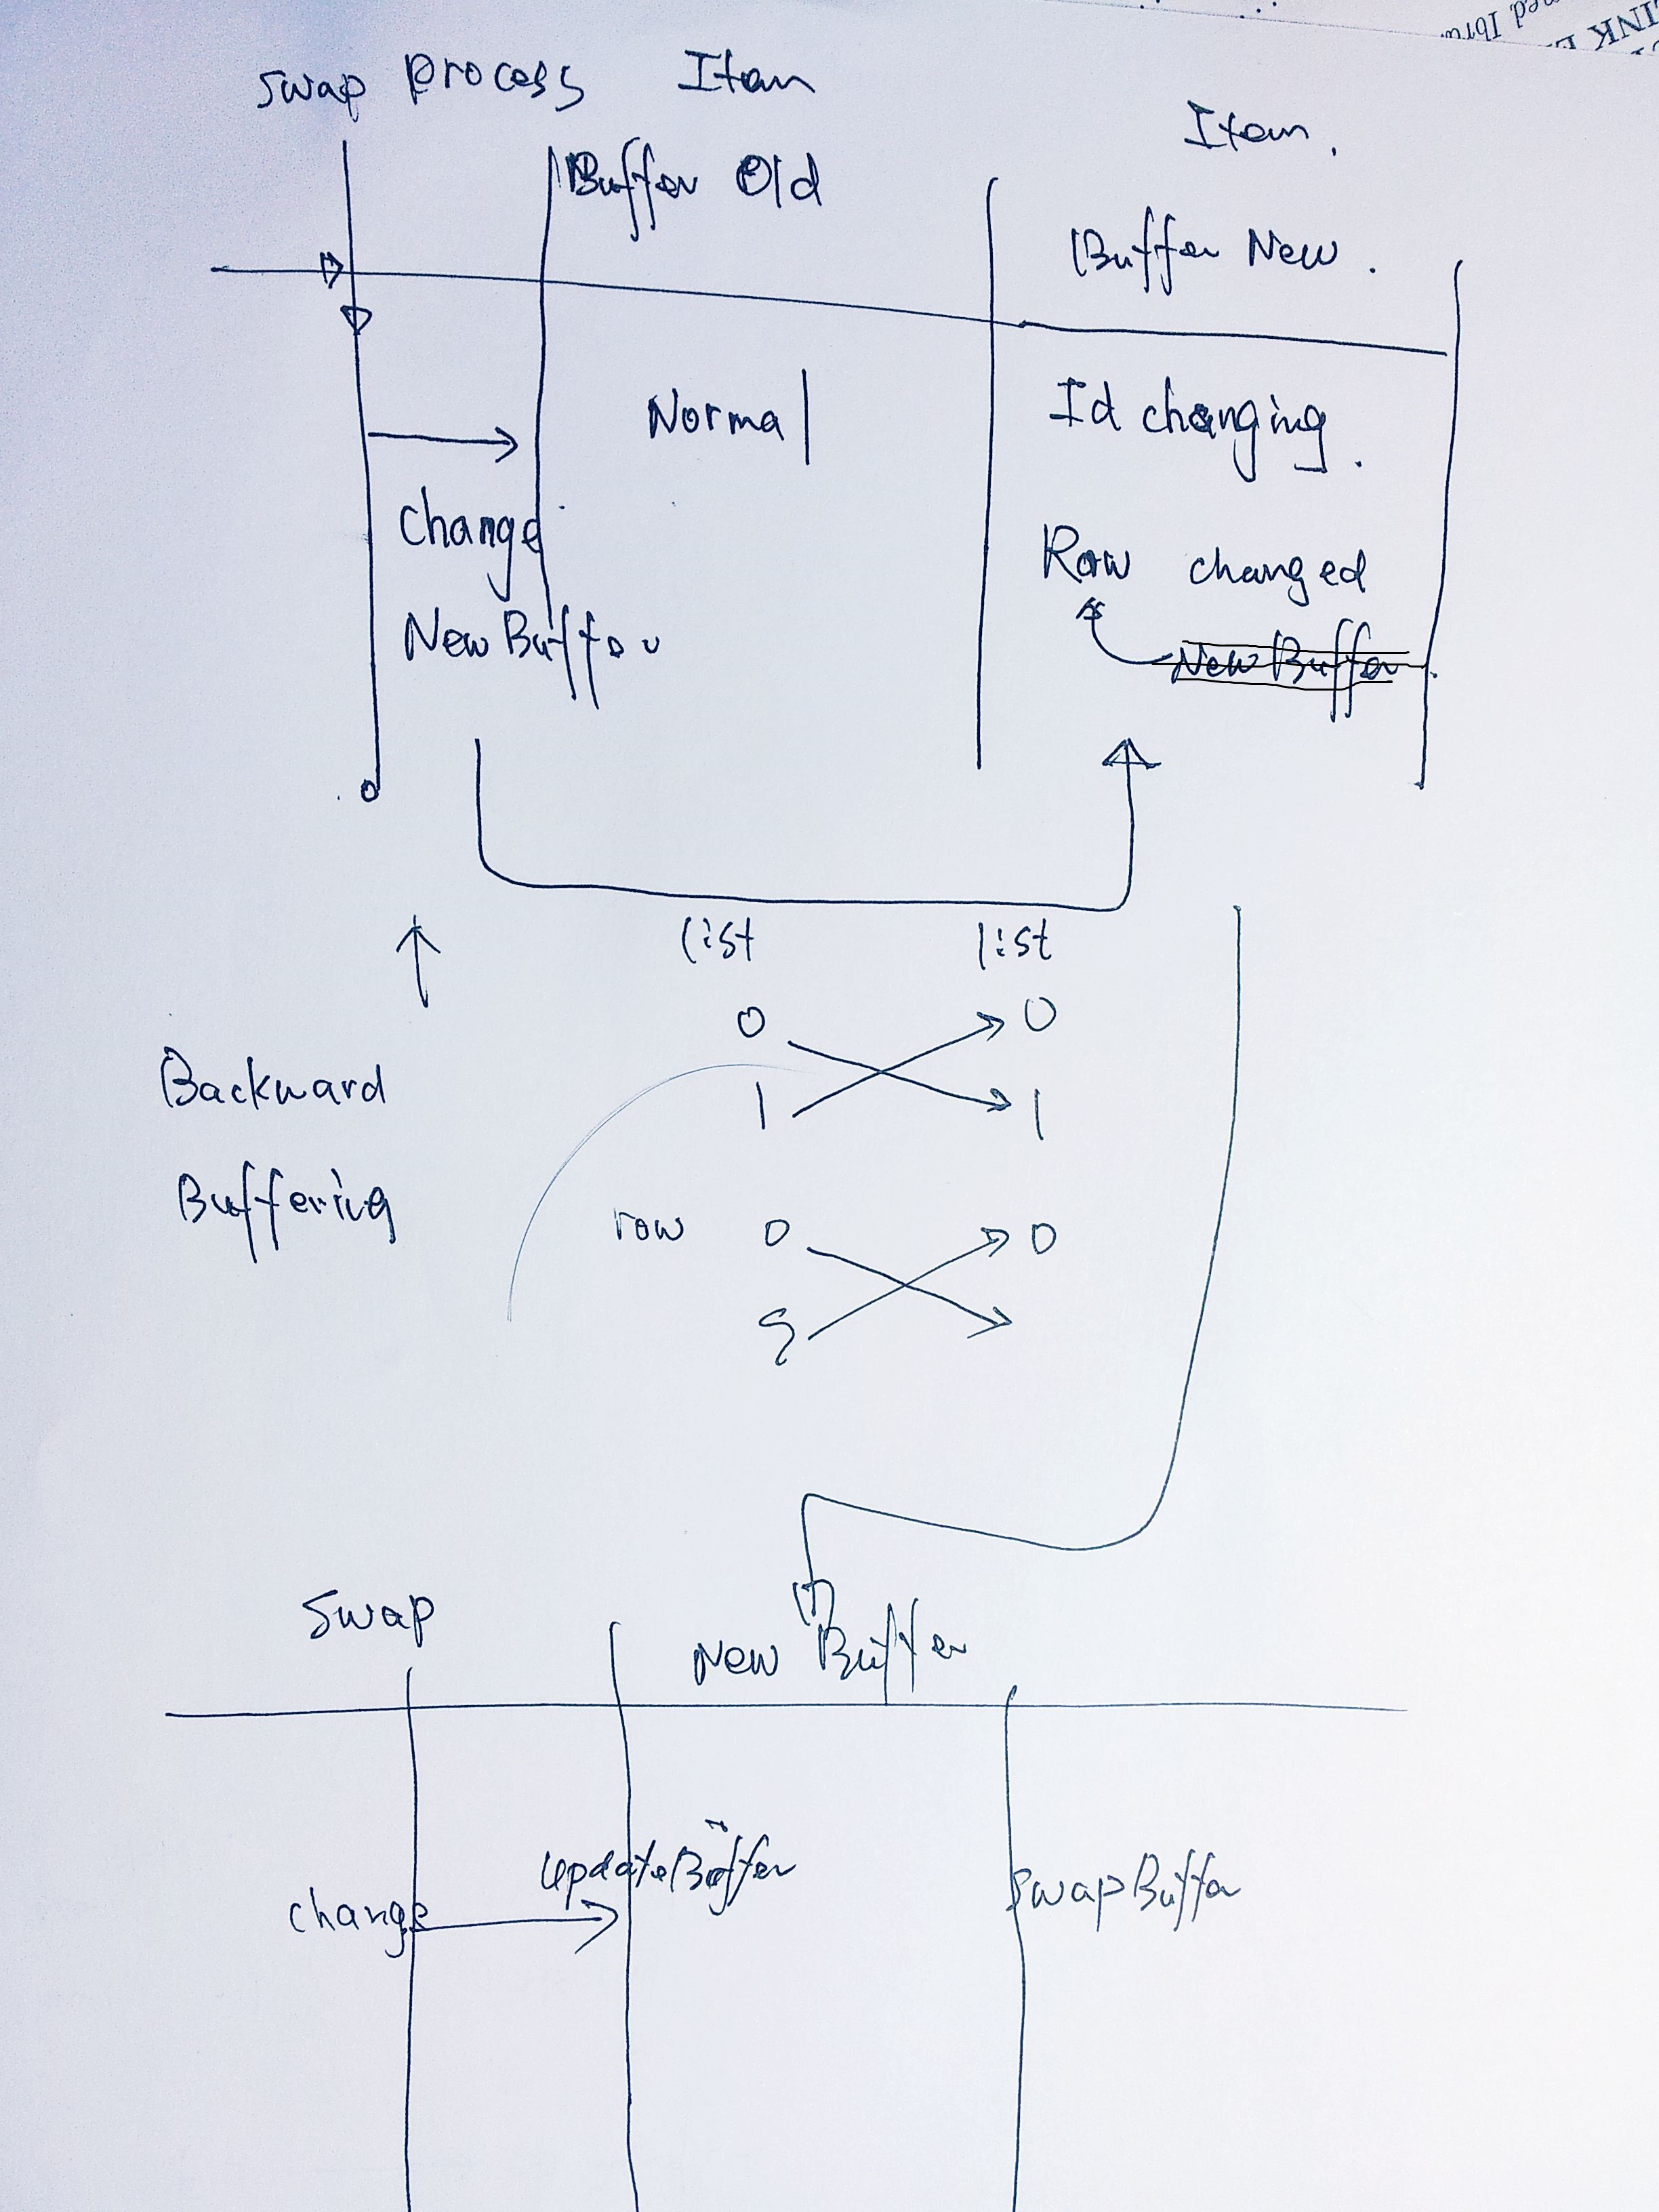 Swap process Item
Item.
Buffer Old
Buffer New.
Normal
Id changing.
Change
Row changed
New Buffer
New Buffer.
list list
0 0
1 1
Backward
Buffering
row 0 0
Swap
New Buffer
UpdateBuffer
change
SwapBuffer